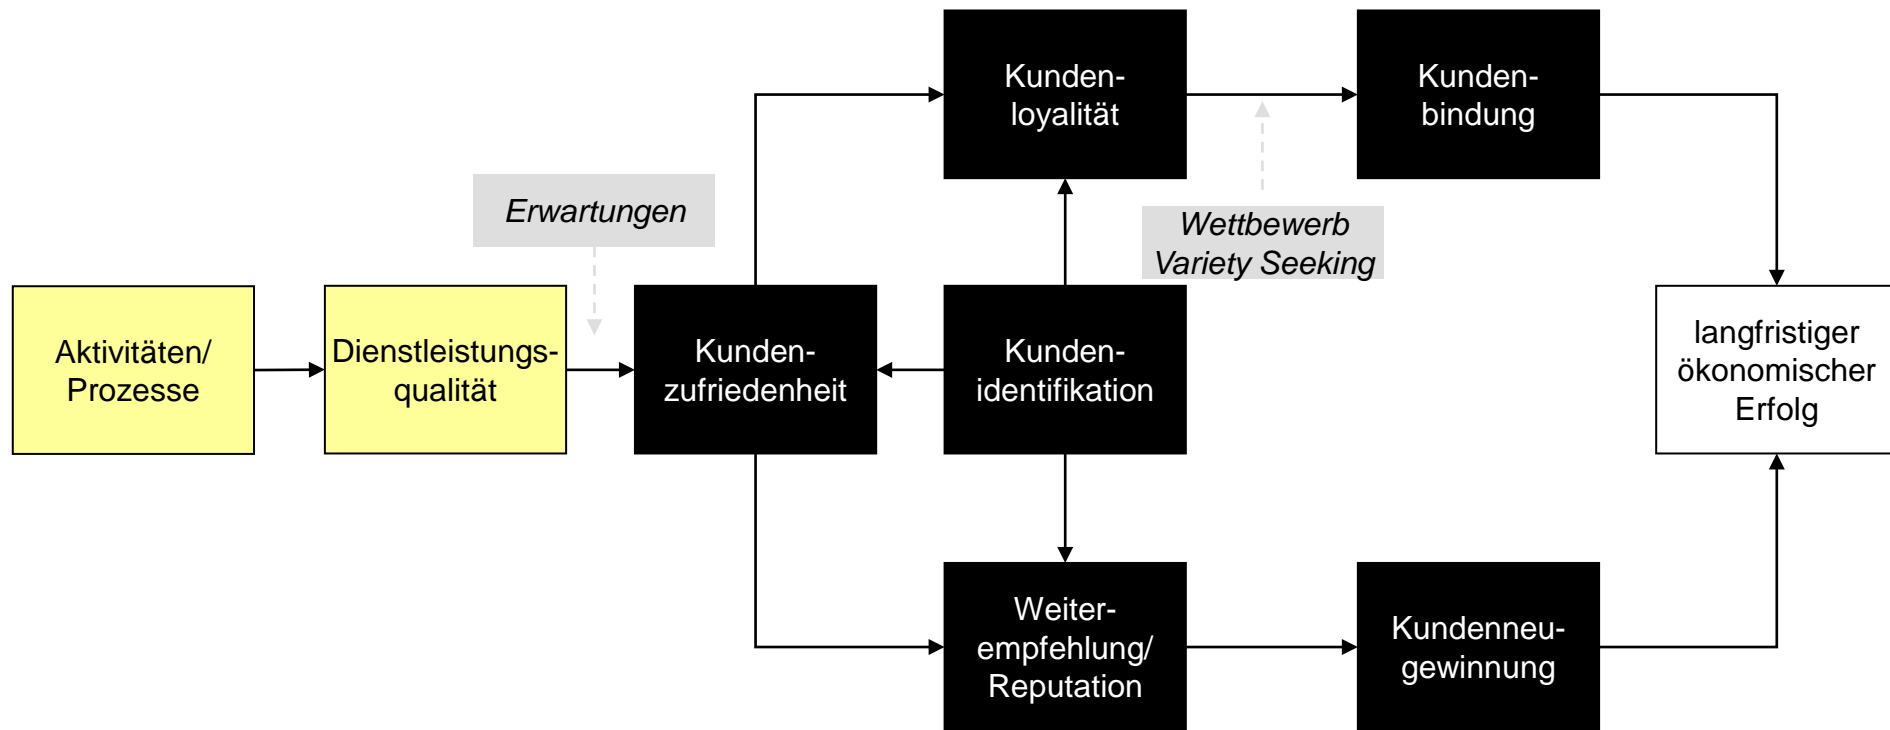 Kunden-
loyalität
Kunden-
bindung
Erwartungen
Wettbewerb
Variety Seeking
Aktivitäten/
Prozesse
Dienstleistungs-
qualität
Kunden-
zufriedenheit
Kunden-
identifikation
langfristiger
ökonomischer
Erfolg
Weiter-
empfehlung/
Reputation
Kundenneu-
gewinnung